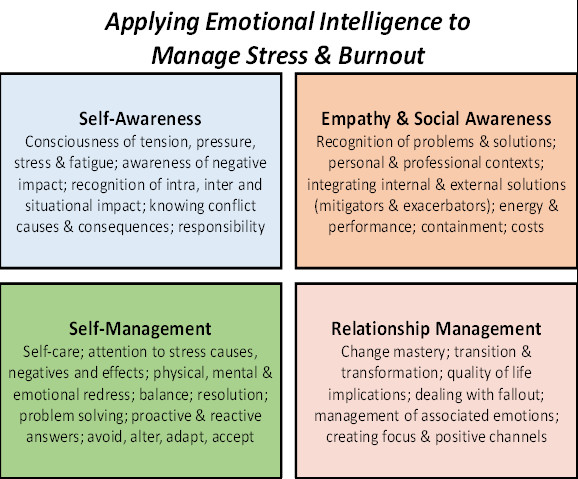 Applying Emotional Intelligence to
Manage Stress & Burnout
Self-Awareness
Consciousness of tension, pressure,
stress & fatigue; awareness of negative
impact; recognition of intra, inter and
situational impact; knowing conflict
causes & consequences; responsibility
Empathy & Social Awareness
Recognition of problems & solutions;
personal & professional contexts;
integrating internal & external solutions
(mitigators & exacerbators); energy &
performance; containment; costs
Self-Management
Self-care; attention to stress causes,
negatives and effects; physical, mental &
emotional redress; balance; resolution;
problem solving; proactive & reactive
answers; avoid, alter, adapt, accept
Relationship Management
Change mastery; transition &
transformation; quality of life
implications; dealing with fallout;
management of associated emotions;
creating focus & positive channels